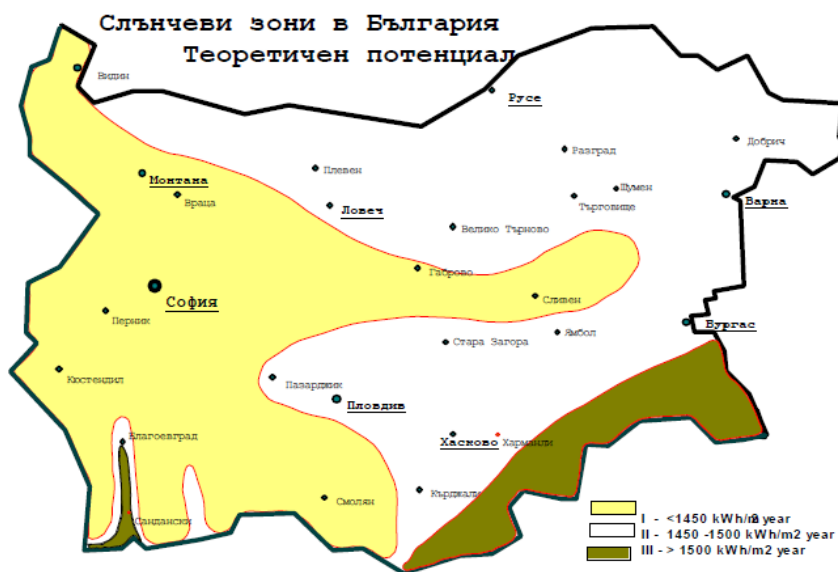 Слънчеви зони в България
Теоретичен потенциал
Видин
Русе
Добрич
Разград
Плевен
Монтана
Шумен
Враца
Търговище
Варна
Ловеч
Велико Търново
Габрово
София
Сливен
Перник
Бургас
Ямбол
Стара Загора
Кюстендил
Пазарджик
Пловдив
Благоевград
Хасково
Харманли
Кърджали
Смолян
Сандански
I - <1450 kWh/m2 year
II - 1450 -1500 kWh/m2 year
III - > 1500 kWh/m2 year